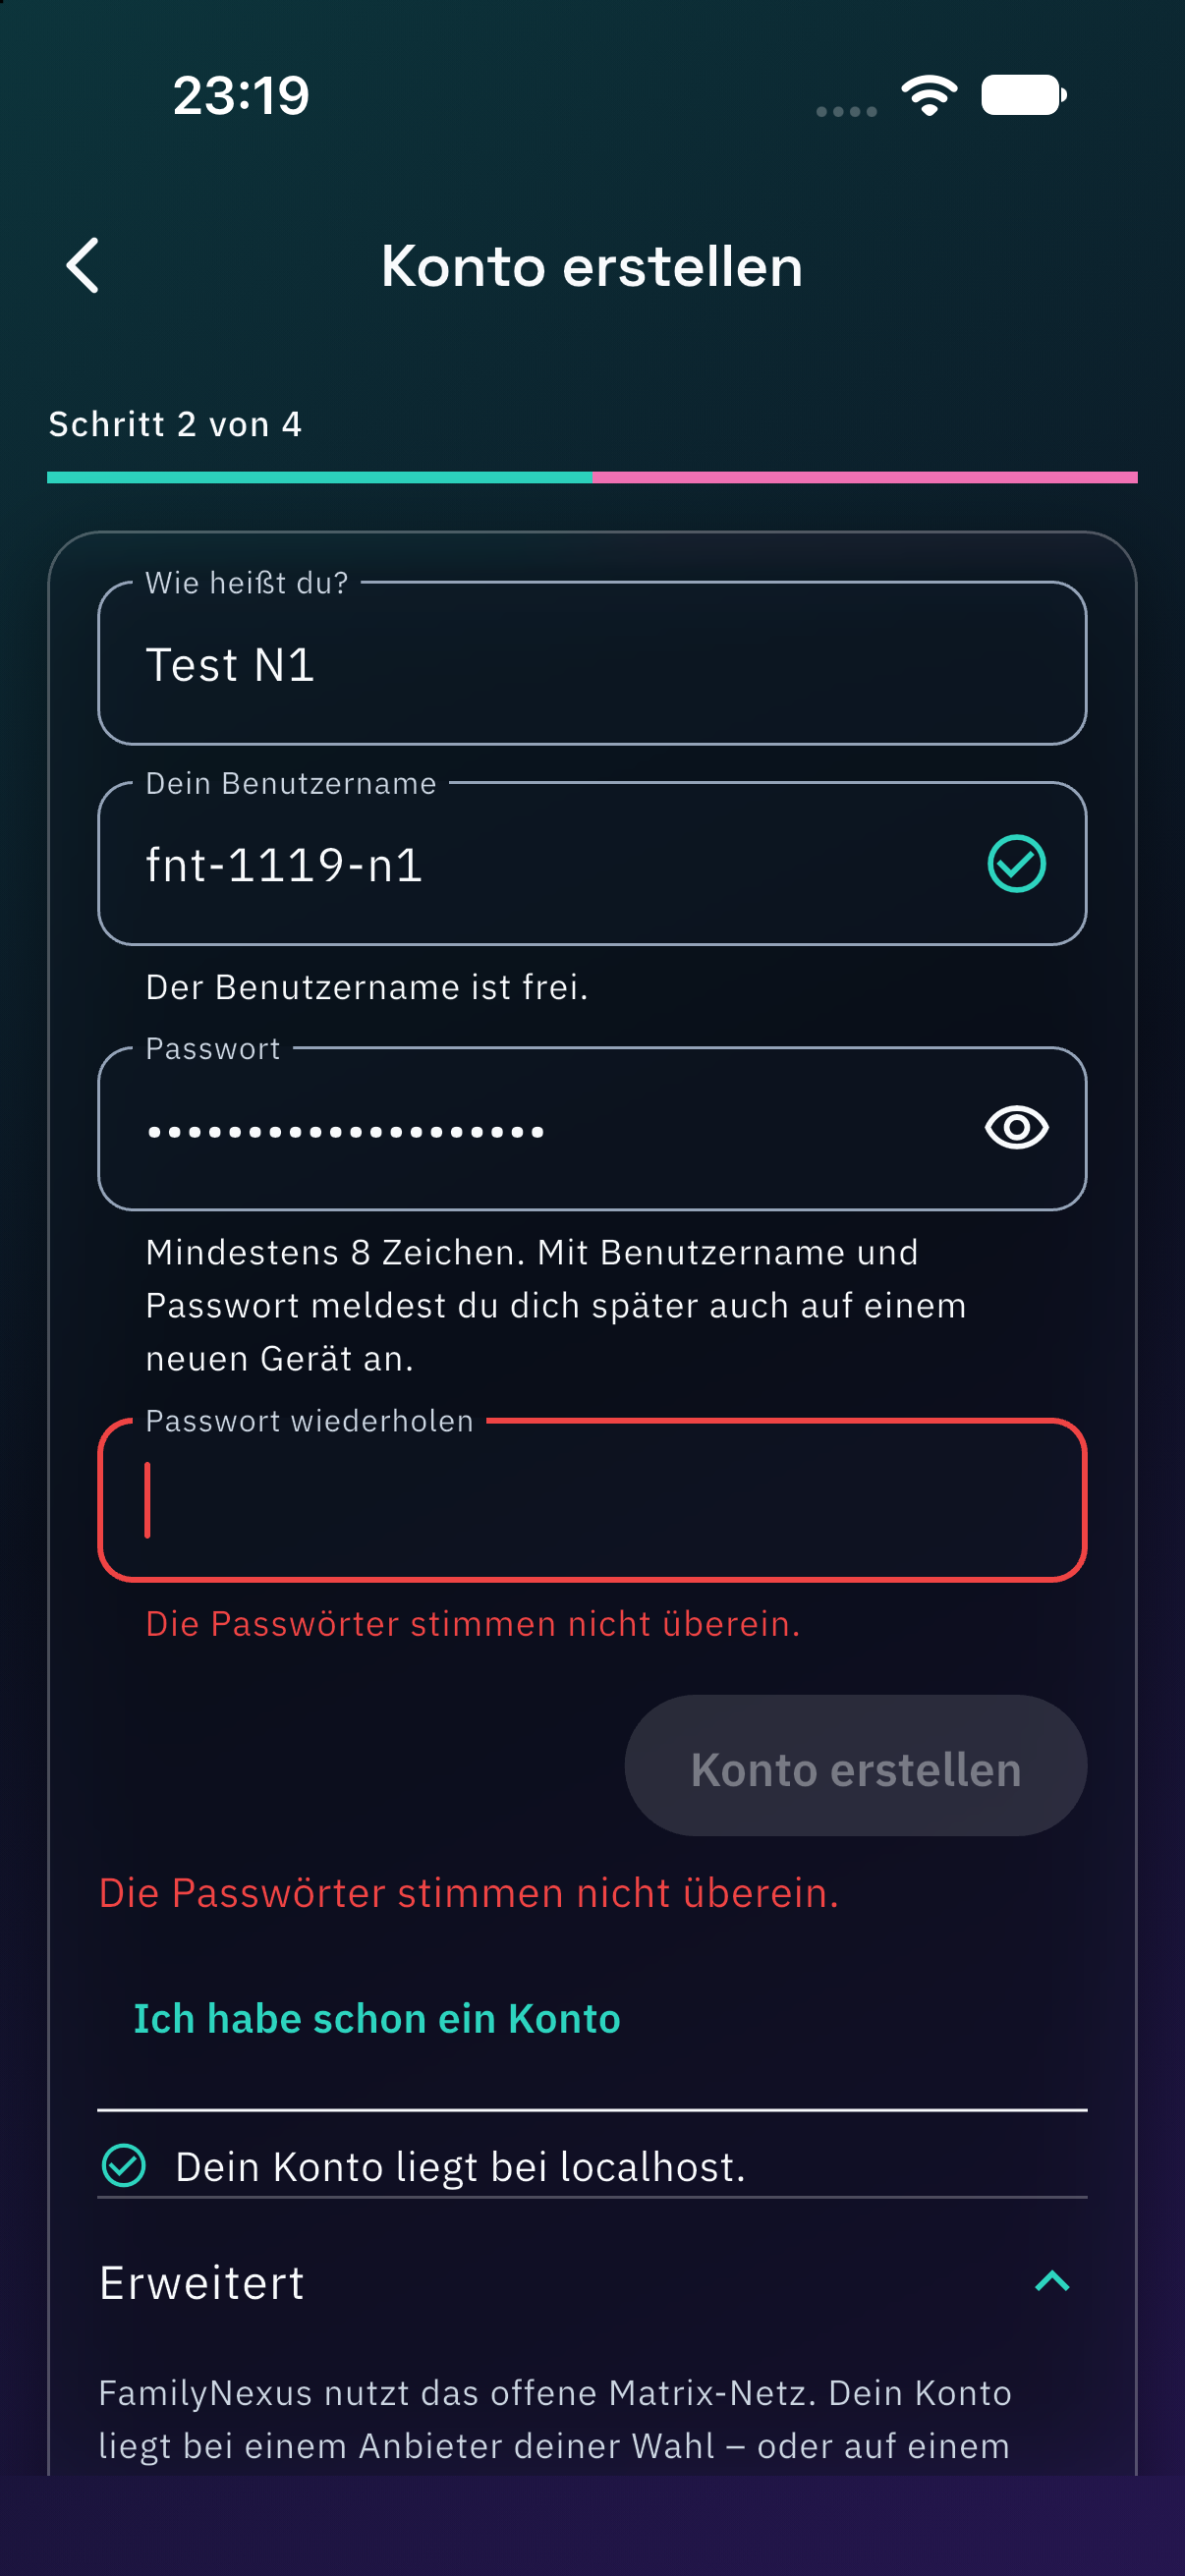 23:19
Konto erstellen
Schritt 2 von 4
Wie heißt du?
Test N1
Dein Benutzername
fnt-1119-n1
Der Benutzername ist frei.
Passwort
••••••••••••••••••••
Mindestens 8 Zeichen. Mit Benutzername und
Passwort meldest du dich später auch auf einem
neuen Gerät an.
Passwort wiederholen
Die Passwörter stimmen nicht überein.
Konto erstellen
Die Passwörter stimmen nicht überein.
Ich habe schon ein Konto
Dein Konto liegt bei localhost.
Erweitert
FamilyNexus nutzt das offene Matrix-Netz. Dein Konto
liegt bei einem Anbieter deiner Wahl – oder auf einem